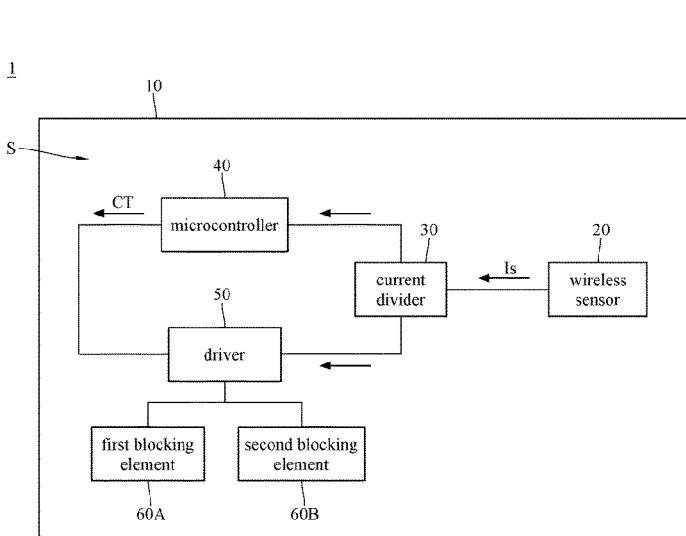 1
10
S
40
CT
microcontroller
30
20
current
divider
Is
wireless
sensor
50
driver
first blocking
element
second blocking
element
60A
60B